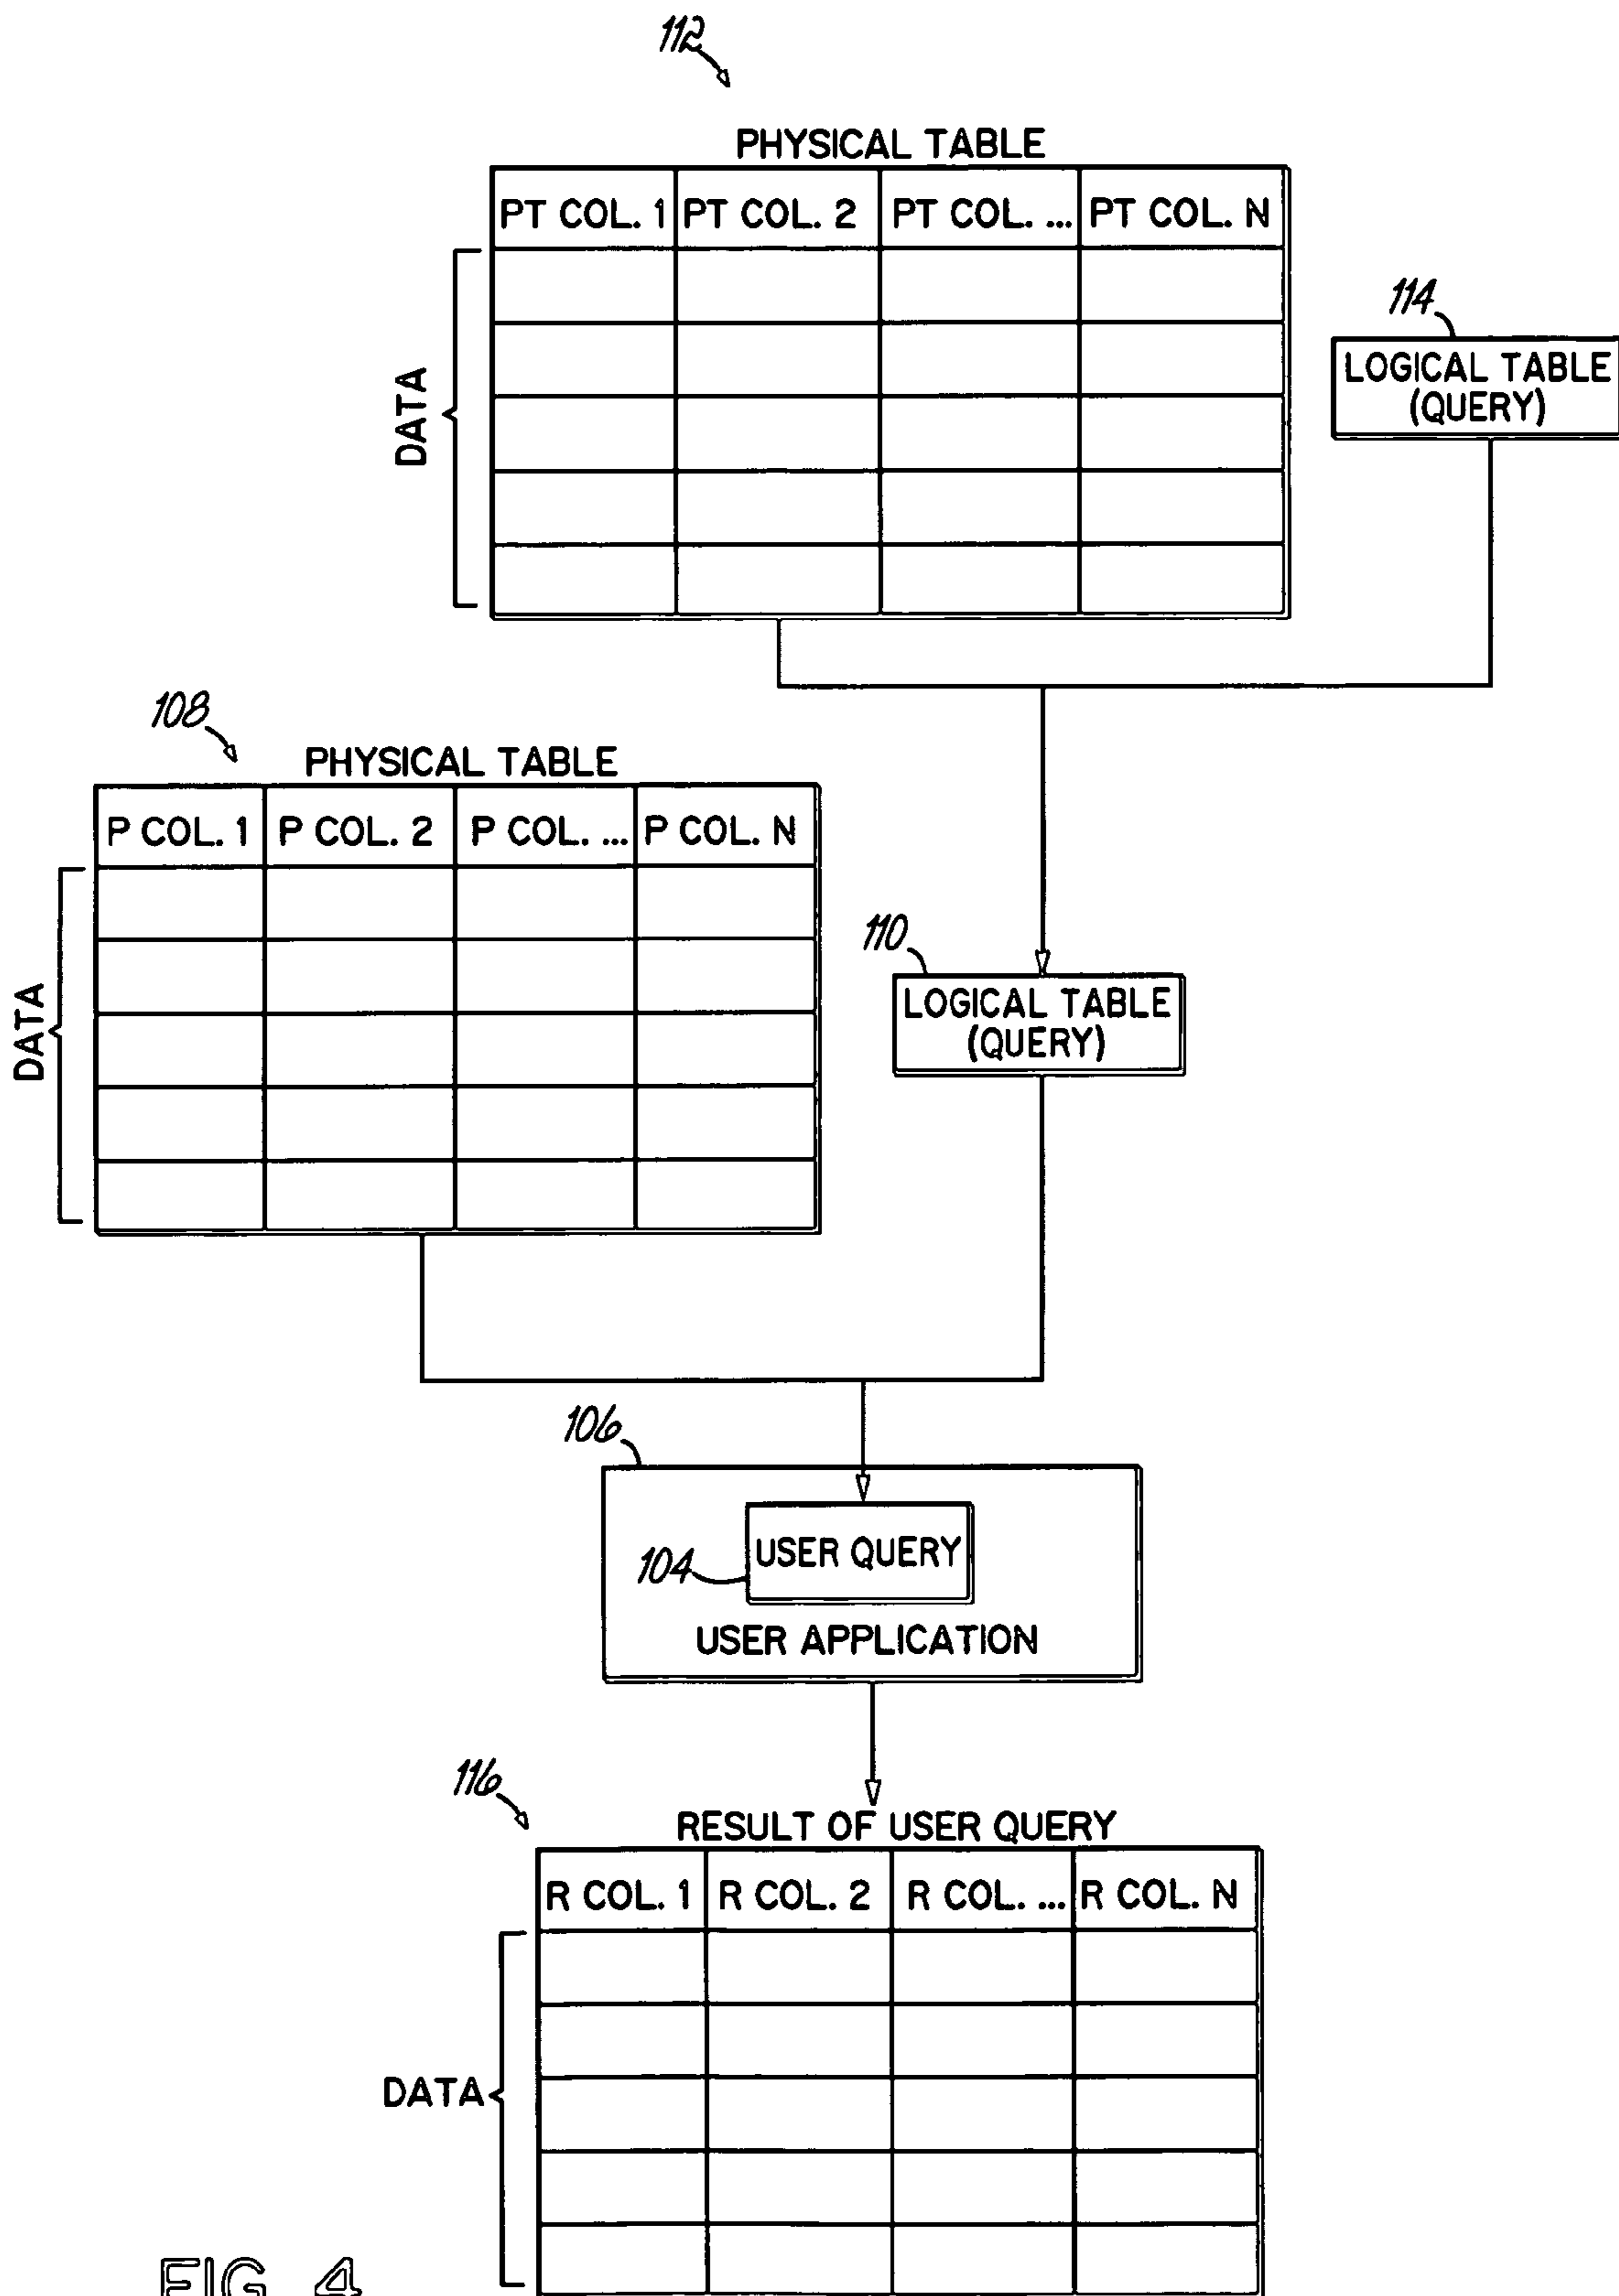 112
PHYSICAL TABLE
PT COL. 1 PT COL. 2 PT COL. ... PT COL. N
DATA
114
LOGICAL TABLE
(QUERY)
108
PHYSICAL TABLE
P COL. 1 P COL. 2 P COL. ... P COL. N
DATA
110
LOGICAL TABLE
(QUERY)
106
104
USER QUERY
USER APPLICATION
116
RESULT OF USER QUERY
R COL. 1 R COL. 2 R COL. ... R COL. N
DATA
FIG. 4